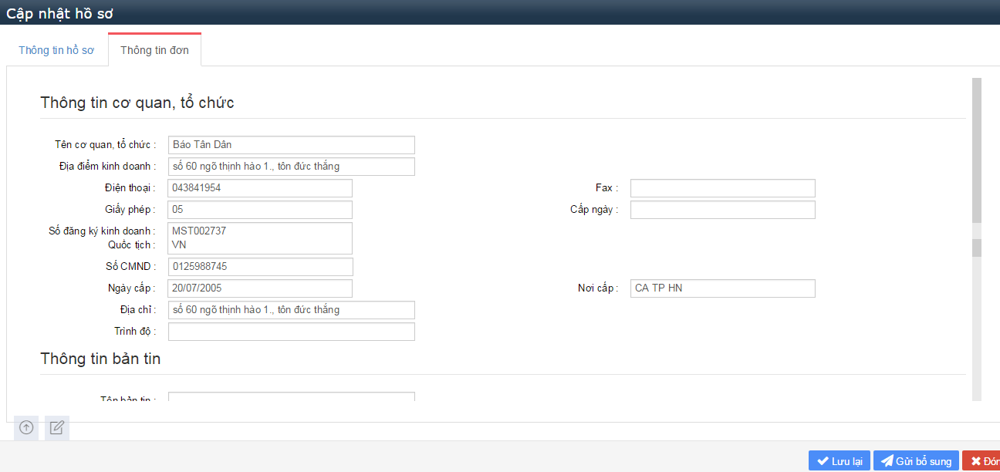 Cập nhật hồ sơ
Thông tin hồ sơ
Thông tin đơn
Thông tin cơ quan, tổ chức
Tên cơ quan, tổ chức : Báo Tân Dân
Địa điểm kinh doanh : số 60 ngõ thịnh hào 1., tôn đức thắng
Điện thoại : 043841954 Fax :
Giấy phép : 05 Cấp ngày :
Số đăng ký kinh doanh : MST002737
Quốc tịch : VN
Số CMND : 0125988745
Ngày cấp : 20/07/2005 Nơi cấp : CA TP HN
Địa chỉ : số 60 ngõ thịnh hào 1., tôn đức thắng
Trình độ :
Thông tin bản tin
Tên bản tin :
Lưu lại Gửi bổ sung Đón